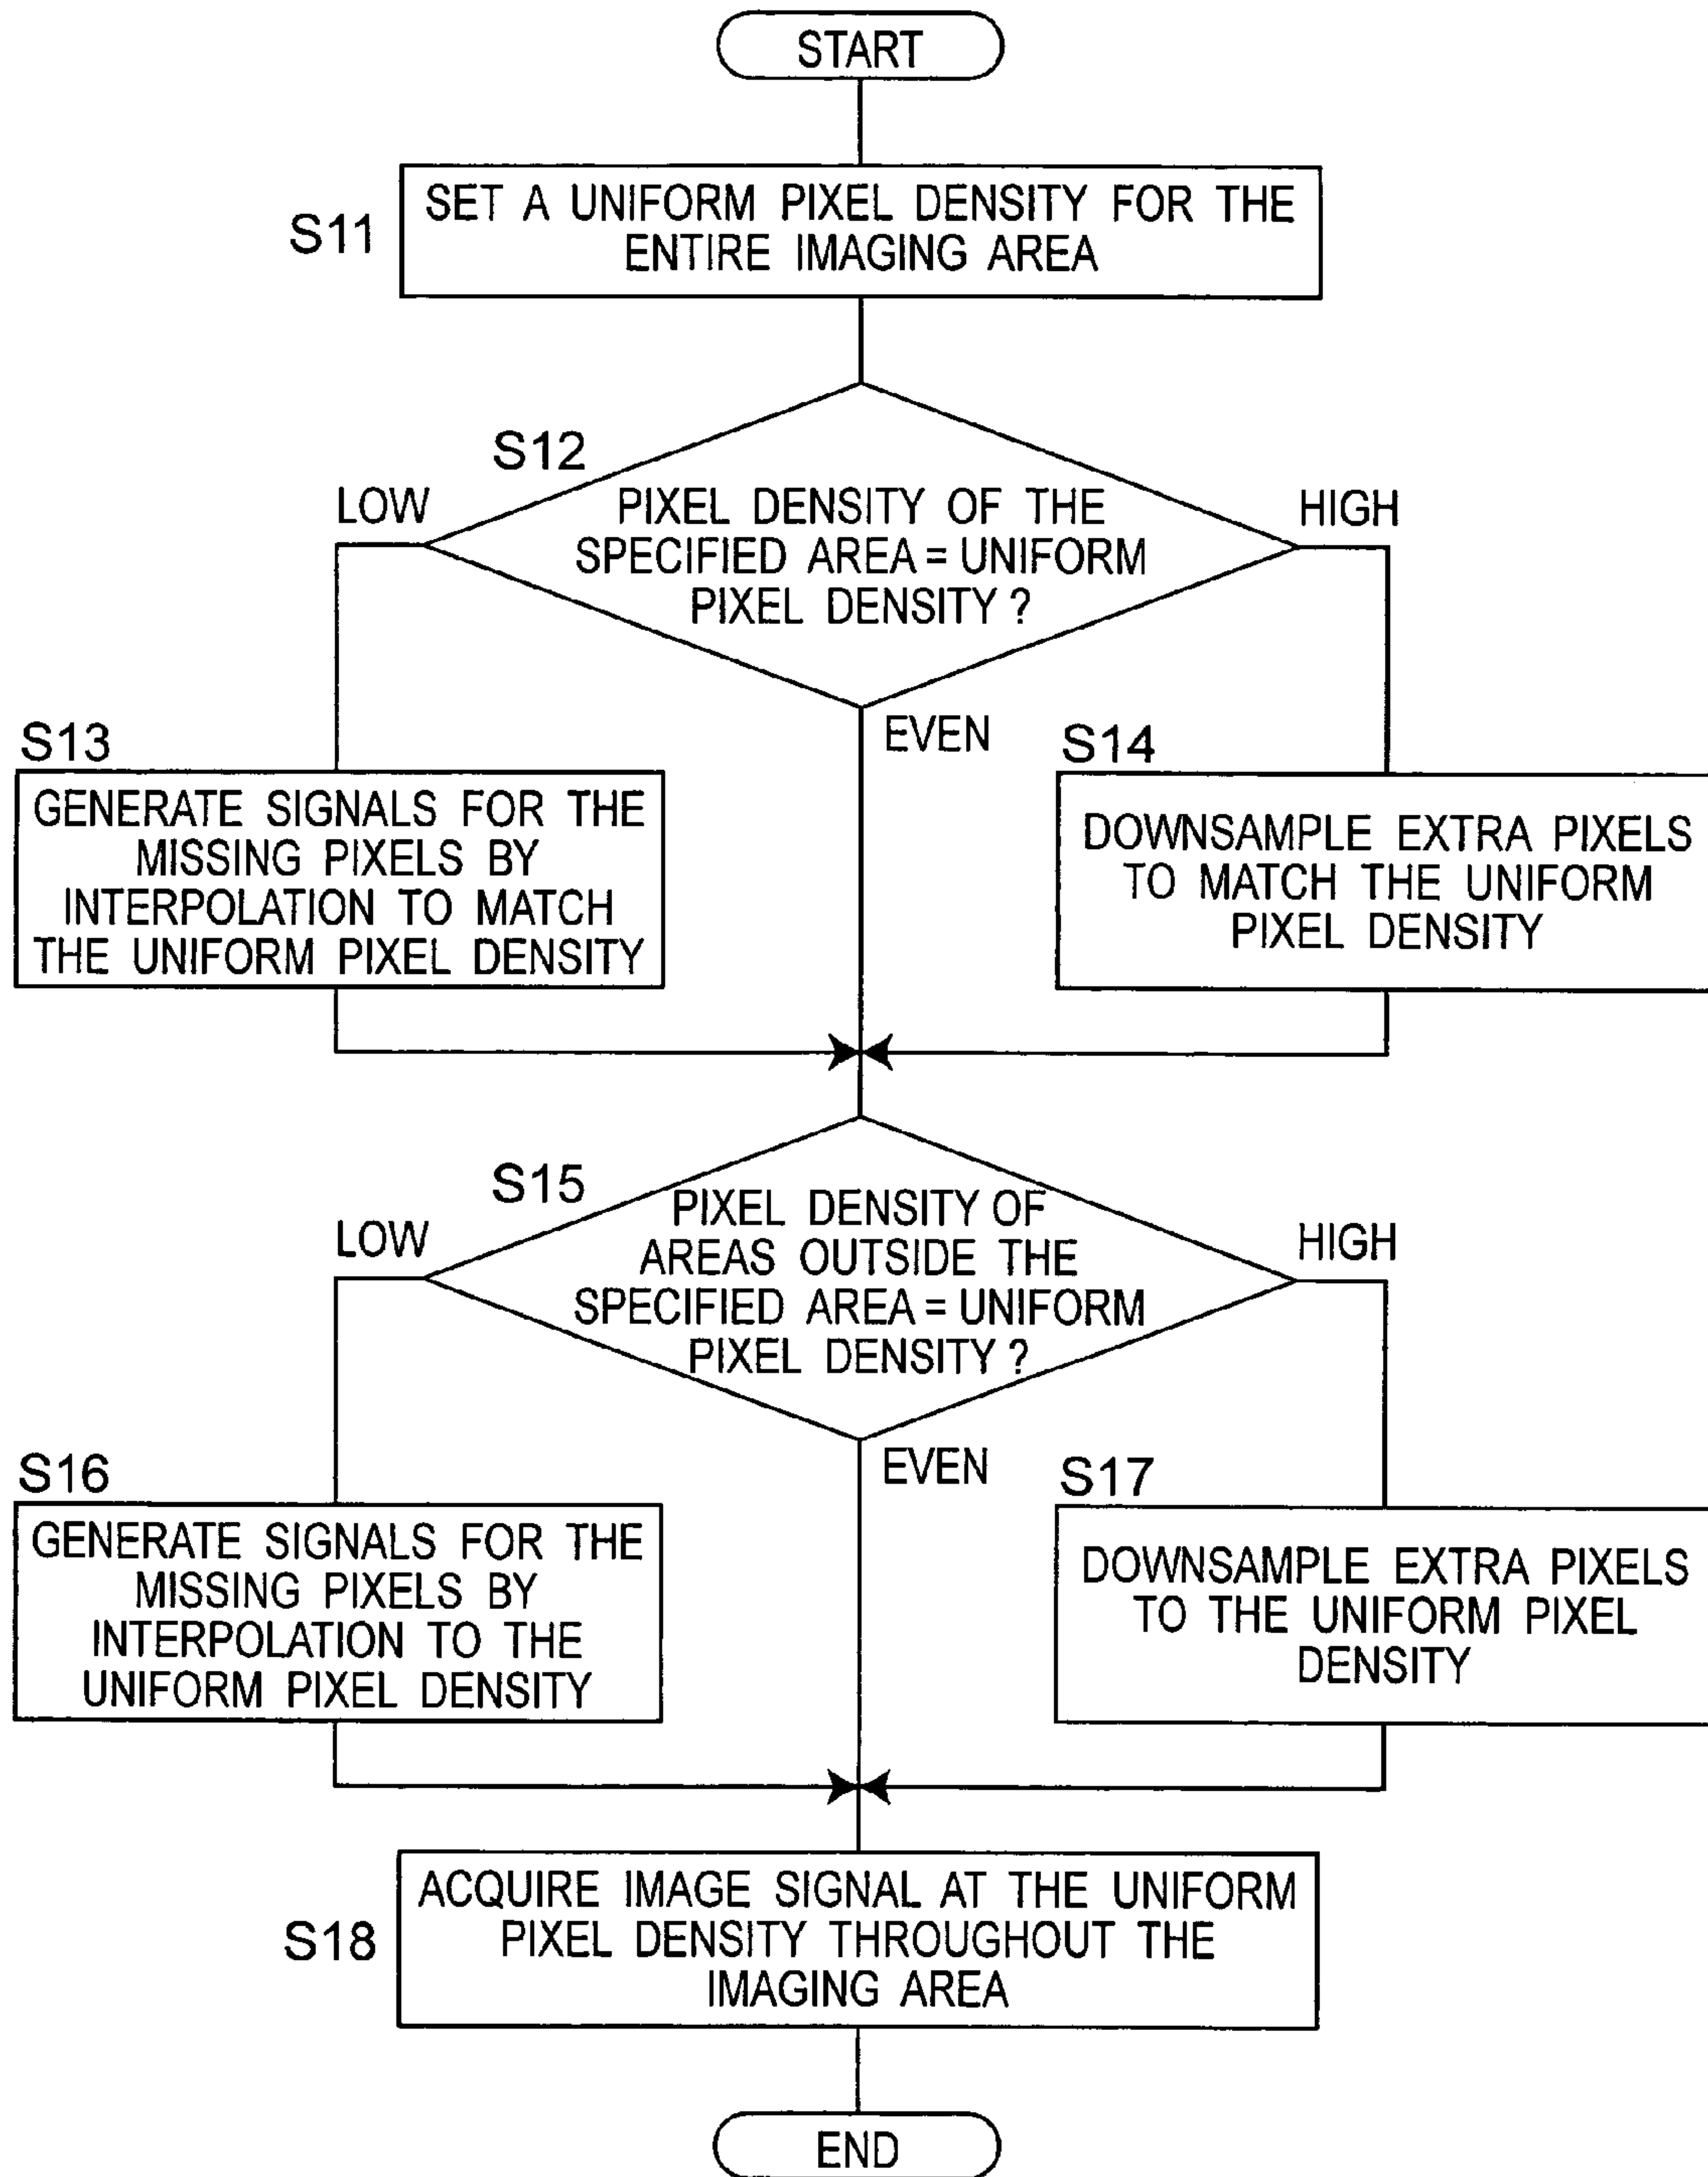 START
S11
SET A UNIFORM PIXEL DENSITY FOR THE
ENTIRE IMAGING AREA
S12
LOW
PIXEL DENSITY OF THE
SPECIFIED AREA = UNIFORM
PIXEL DENSITY ?
HIGH
EVEN
S13
GENERATE SIGNALS FOR THE
MISSING PIXELS BY
INTERPOLATION TO MATCH
THE UNIFORM PIXEL DENSITY
S14
DOWNSAMPLE EXTRA PIXELS
TO MATCH THE UNIFORM
PIXEL DENSITY
S15
LOW
PIXEL DENSITY OF
AREAS OUTSIDE THE
SPECIFIED AREA = UNIFORM
PIXEL DENSITY ?
HIGH
EVEN
S16
GENERATE SIGNALS FOR THE
MISSING PIXELS BY
INTERPOLATION TO THE
UNIFORM PIXEL DENSITY
S17
DOWNSAMPLE EXTRA PIXELS
TO THE UNIFORM PIXEL
DENSITY
S18
ACQUIRE IMAGE SIGNAL AT THE UNIFORM
PIXEL DENSITY THROUGHOUT THE
IMAGING AREA
END